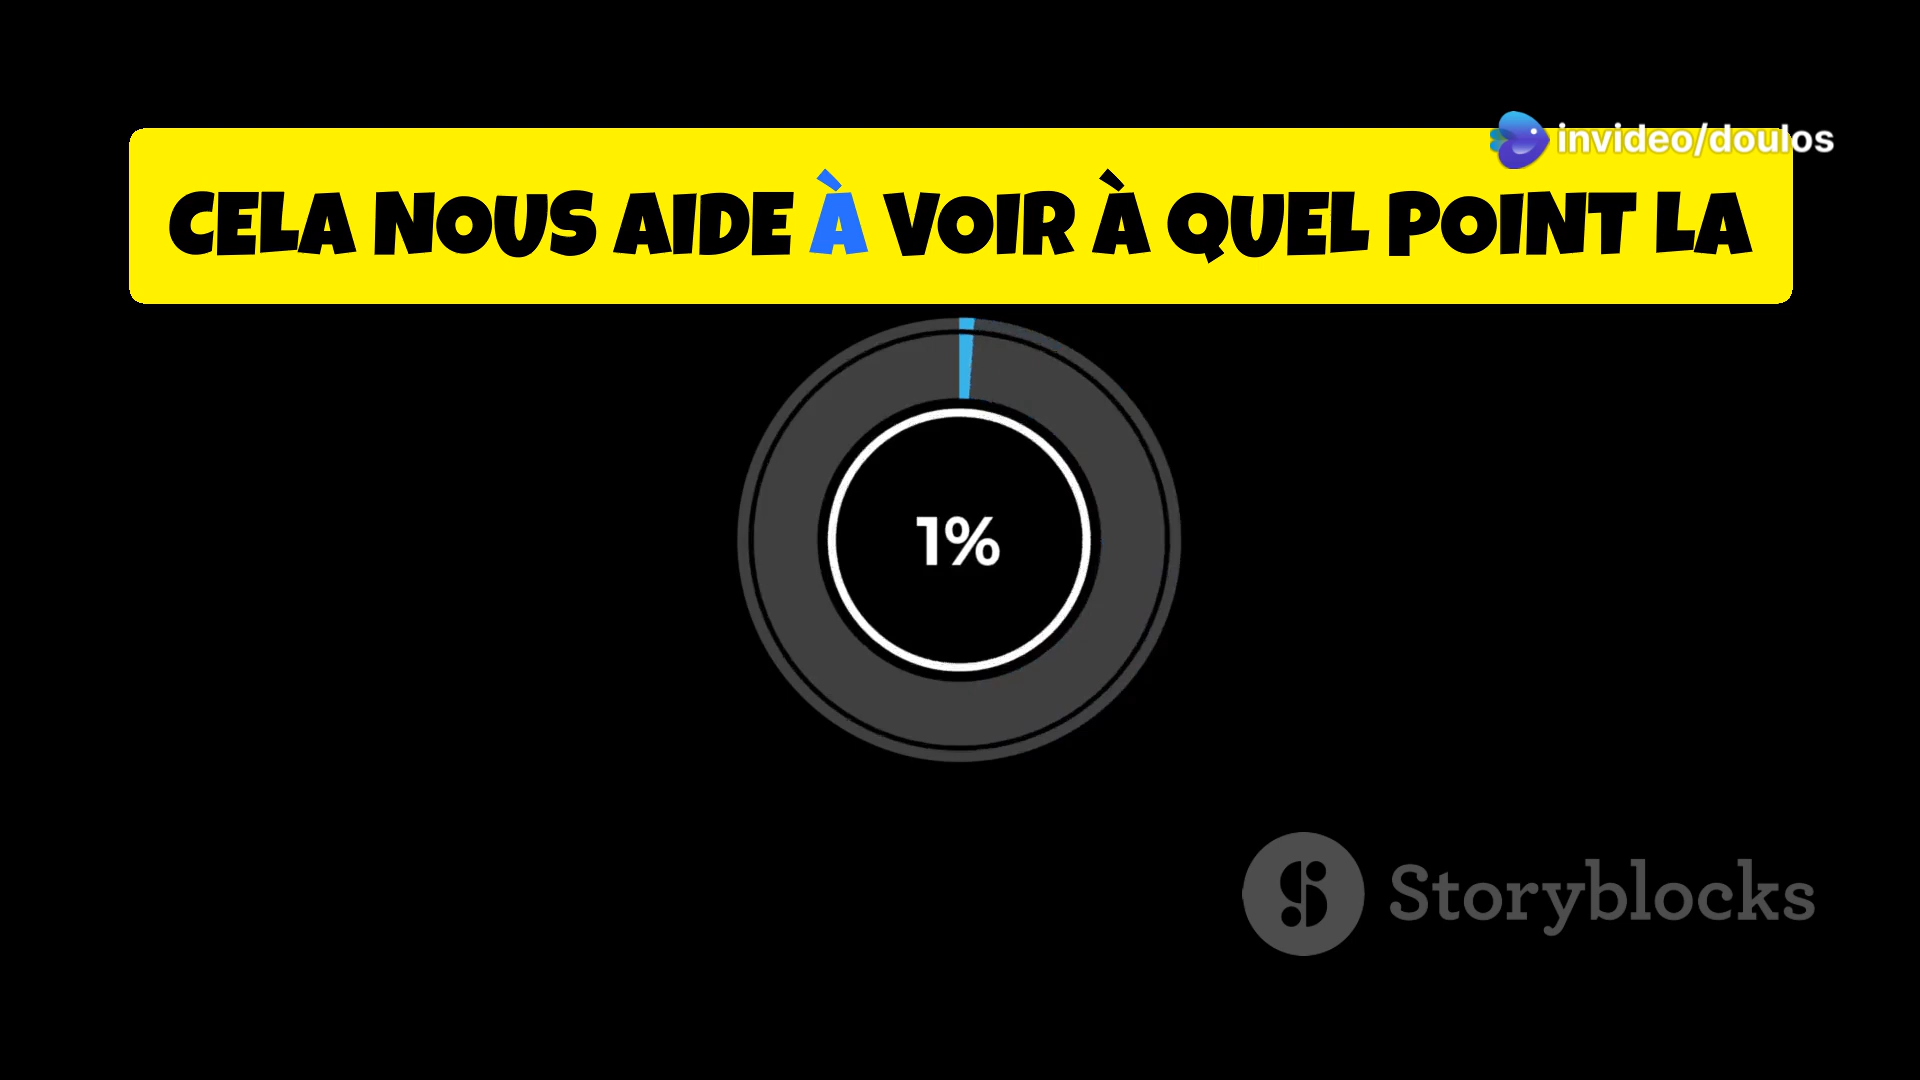 invideo/doulos
CELA NOUS AIDE À VOIR À QUEL POINT LA
1%
Storyblocks